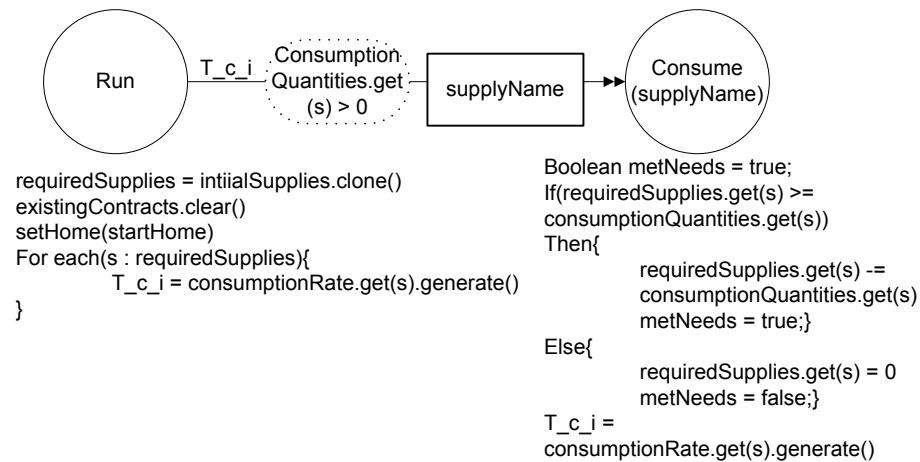 Run
T_c_i
Consumption
Quantities.get
(s) > 0
supplyName
Consume
(supplyName)
requiredSupplies = intiialSupplies.clone()
existingContracts.clear()
setHome(startHome)
For each(s : requiredSupplies){
T_c_i = consumptionRate.get(s).generate()
}
Boolean metNeeds = true;
If(requiredSupplies.get(s) >=
consumptionQuantities.get(s))
Then{
requiredSupplies.get(s) -=
consumptionQuantities.get(s)
metNeeds = true;}
Else{
requiredSupplies.get(s) = 0
metNeeds = false;}
T_c_i =
consumptionRate.get(s).generate()